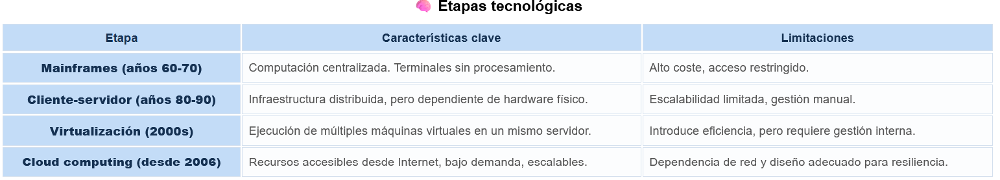 Etapas tecnológicas
Etapa Características clave Limitaciones
Mainframes (años 60-70) Computación centralizada. Terminales sin procesamiento. Alto coste, acceso restringido.
Cliente-servidor (años 80-90) Infraestructura distribuida, pero dependiente de hardware físico. Escalabilidad limitada, gestión manual.
Virtualización (2000s) Ejecución de múltiples máquinas virtuales en un mismo servidor. Introduce eficiencia, pero requiere gestión interna.
Cloud computing (desde 2006) Recursos accesibles desde Internet, bajo demanda, escalables. Dependencia de red y diseño adecuado para resiliencia.